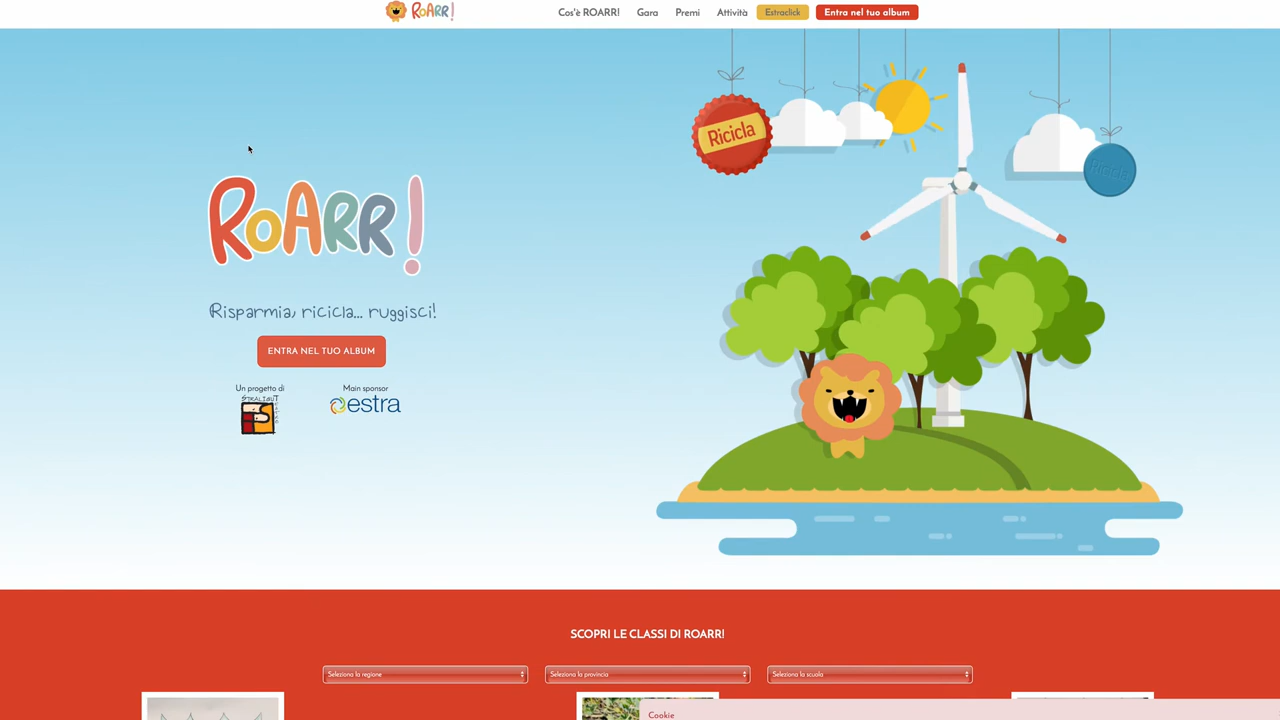 ROARR!
Cos'è ROARR!
Gara
Premi
Attività
Estraclick
Entra nel tuo album
Ricicla
Ricicla
ROARR!
Risparmia, ricicla... ruggisci!
ENTRA NEL TUO ALBUM
Un progetto di
Main sponsor
STRALIBUT
estra
SCOPRI LE CLASSI DI ROARR!
Seleziona la regione
Seleziona la provincia
Seleziona la scuola
Cookie